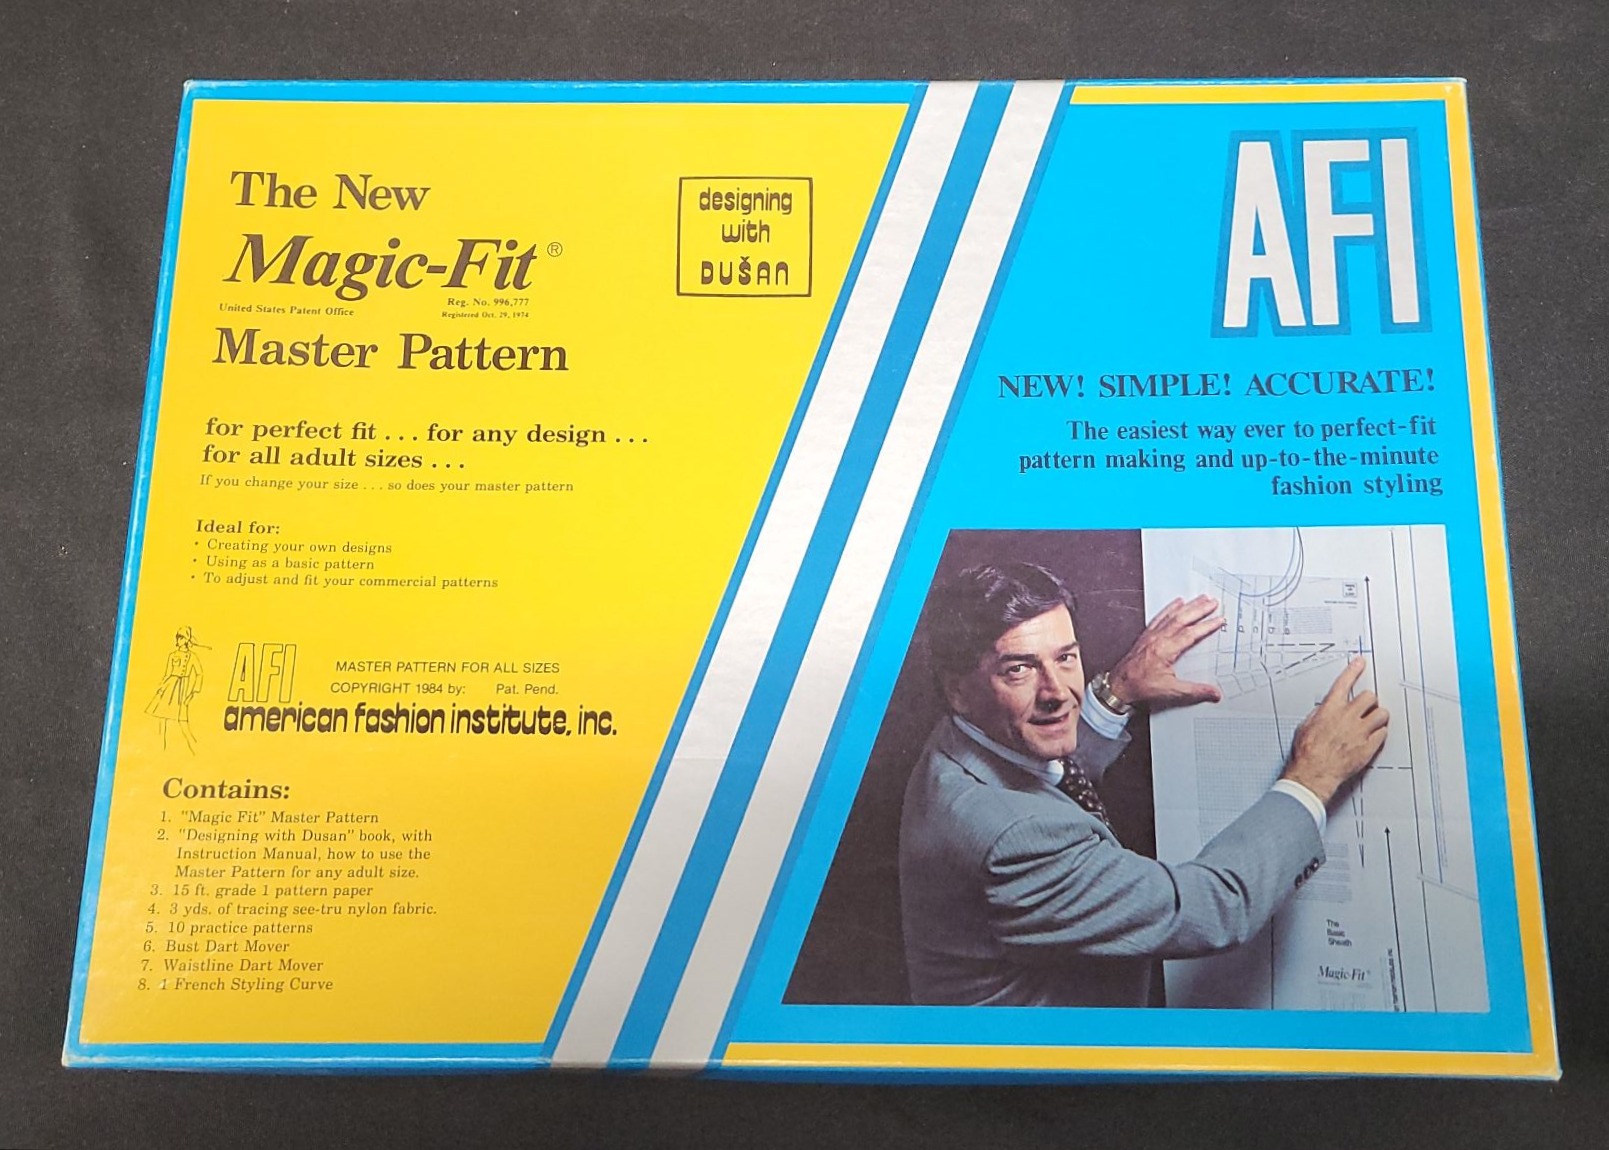 The New
Magic-Fit ®
United States Patent Office
Reg. No. 996,777
Registered Oct. 29, 1974
Master Pattern
designing
with
DUŠAN
for perfect fit . . . for any design . . .
for all adult sizes . . .
If you change your size . . . so does your master pattern
Ideal for:
• Creating your own designs
• Using as a basic pattern
• To adjust and fit your commercial patterns
AFI
MASTER PATTERN FOR ALL SIZES
COPYRIGHT 1984 by: Pat. Pend.
american fashion institute, inc.
Contains:
1. "Magic Fit" Master Pattern
2. "Designing with Dusan" book, with
Instruction Manual, how to use the
Master Pattern for any adult size.
3. 15 ft. grade 1 pattern paper
4. 3 yds. of tracing see-tru nylon fabric.
5. 10 practice patterns
6. Bust Dart Mover
7. Waistline Dart Mover
8. 1 French Styling Curve
AFI
NEW! SIMPLE! ACCURATE!
The easiest way ever to perfect-fit
pattern making and up-to-the-minute
fashion styling
The
Basic
Sheath
Magic-Fit®